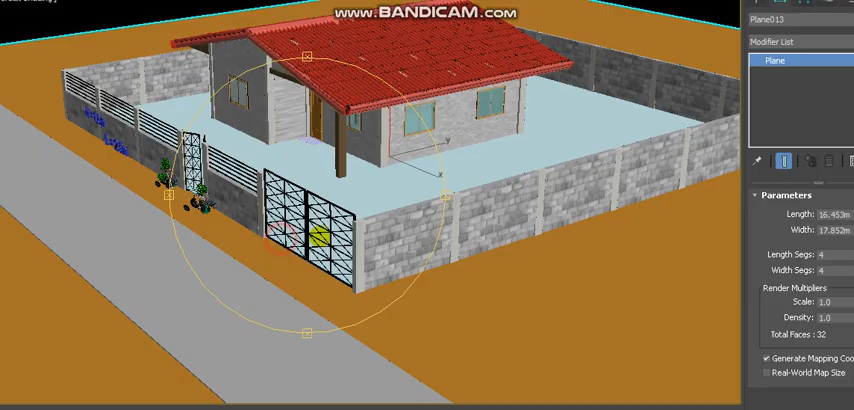 www.BANDICAM.com
Plane013
Modifier List
Plane
Parameters
Length: 16.453m
Width: 17.852m
Length Segs: 4
Width Segs: 4
Render Multipliers
Scale: 1.0
Density: 1.0
Total Faces : 32
Generate Mapping Coo
Real-World Map Size
y
x